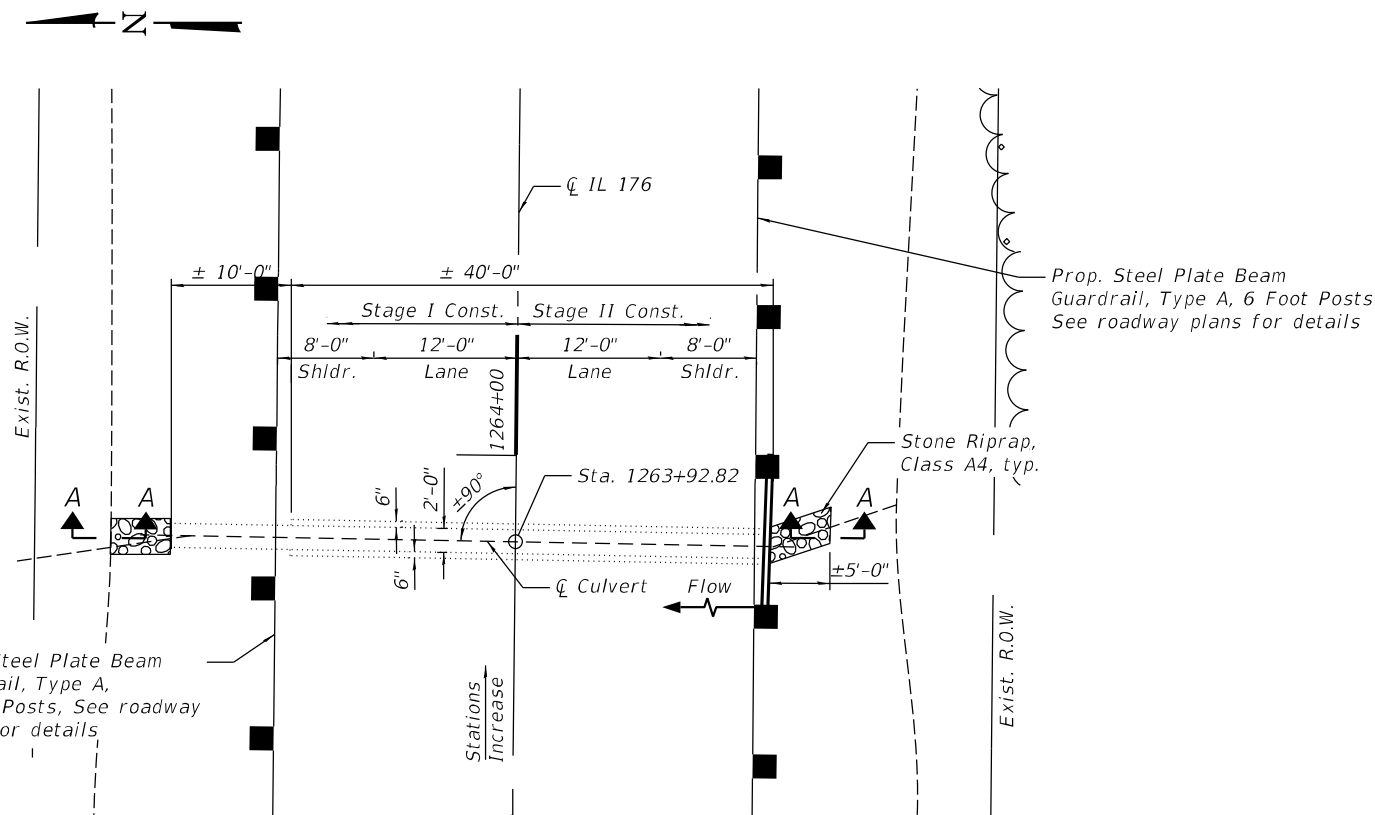 N
℄ IL 176
± 10'-0"
± 40'-0"
Stage I Const.
Stage II Const.
8'-0"
12'-0"
12'-0"
8'-0"
Shldr.
Lane
Lane
Shldr.
1264+00
Prop. Steel Plate Beam
Guardrail, Type A, 6 Foot Posts
See roadway plans for details
Exist. R.O.W.
Stone Riprap,
Class A4, typ.
Sta. 1263+92.82
6"
2'-0"
±90°
A
A
A
A
6"
℄ Culvert
Flow
±5'-0"
Exist. R.O.W.
teel Plate Beam
ail, Type A,
Posts, See roadway
or details
Stations
Increase